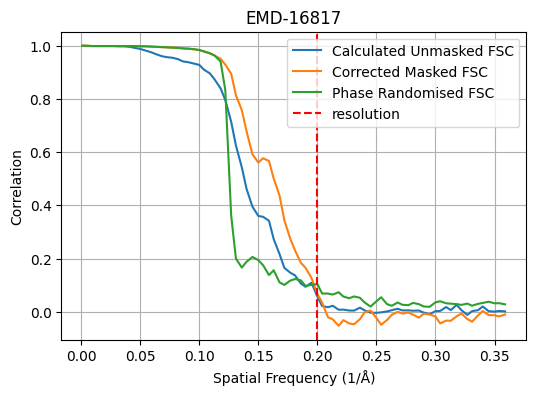 EMD-16817
Calculated Unmasked FSC
Corrected Masked FSC
Phase Randomised FSC
resolution
Correlation
1.0
0.8
0.6
0.4
0.2
0.0
0.00 0.05 0.10 0.15 0.20 0.25 0.30 0.35
Spatial Frequency (1/Å)